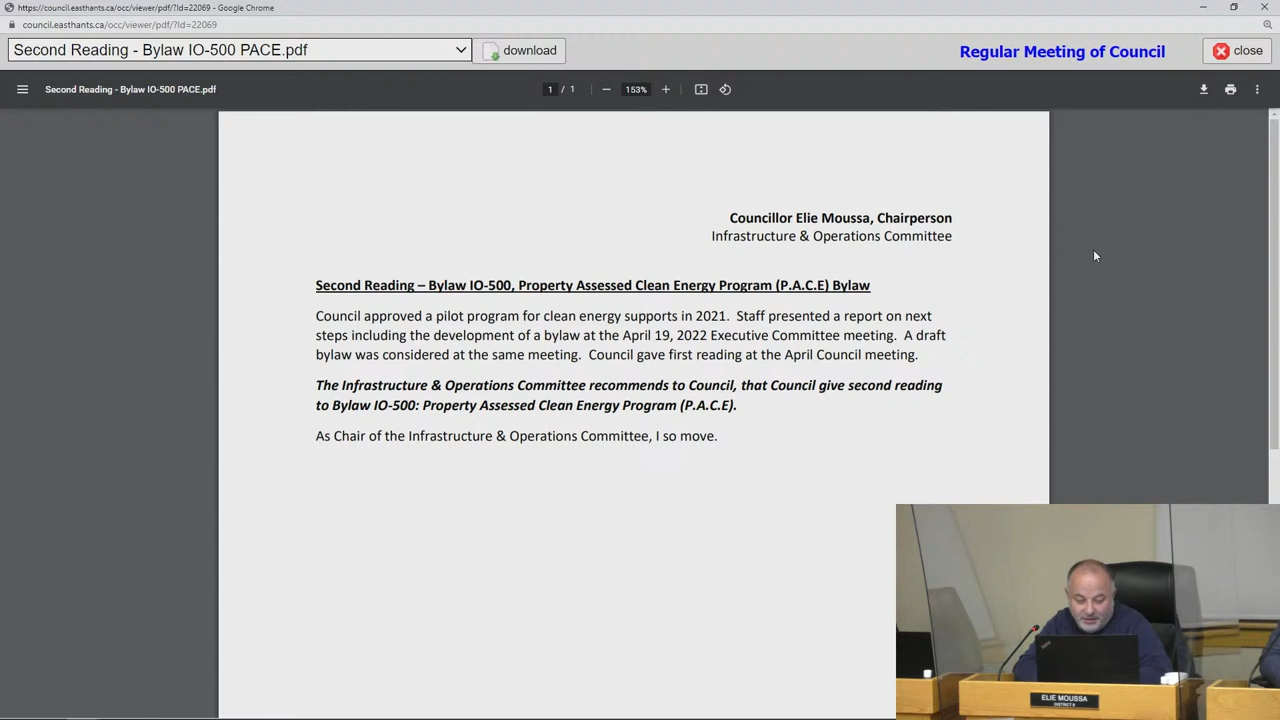 https://council.easthants.ca/occ/viewer/pdf/?Id=22069 - Google Chrome
council.easthants.ca/occ/viewer/pdf/?Id=22069
Second Reading - Bylaw IO-500 PACE.pdf
download
Regular Meeting of Council
close
Second Reading - Bylaw IO-500 PACE.pdf
1 / 1
153%
Councillor Elie Moussa, Chairperson
Infrastructure & Operations Committee
Second Reading – Bylaw IO-500, Property Assessed Clean Energy Program (P.A.C.E) Bylaw
Council approved a pilot program for clean energy supports in 2021. Staff presented a report on next
steps including the development of a bylaw at the April 19, 2022 Executive Committee meeting. A draft
bylaw was considered at the same meeting. Council gave first reading at the April Council meeting.
The Infrastructure & Operations Committee recommends to Council, that Council give second reading
to Bylaw IO-500: Property Assessed Clean Energy Program (P.A.C.E).
As Chair of the Infrastructure & Operations Committee, I so move.
ELIE MOUSSA